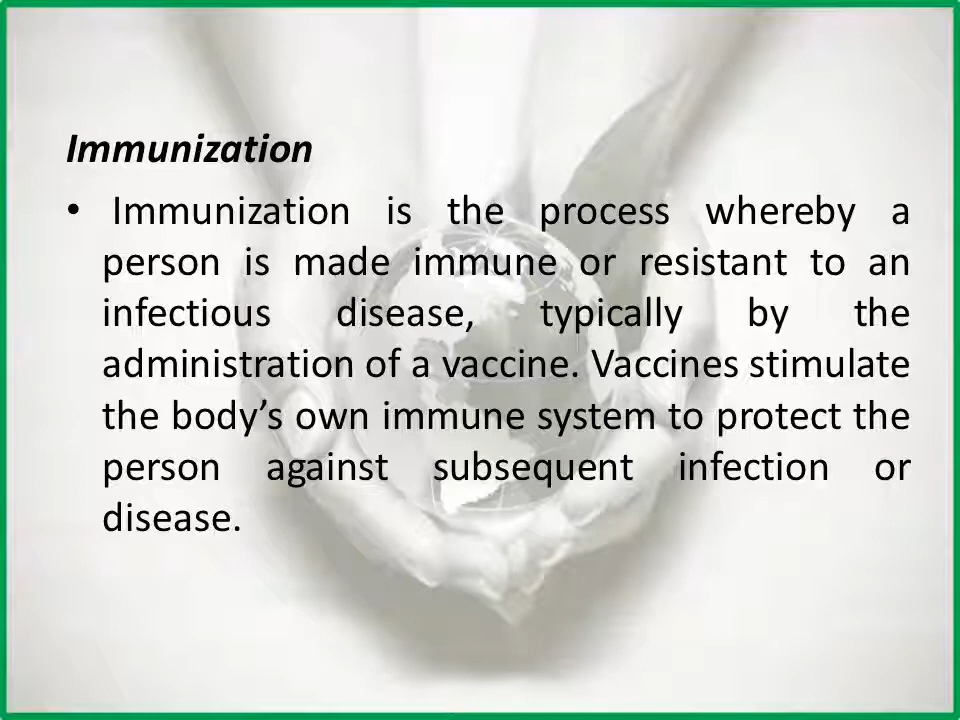 Immunization
• Immunization is the process whereby a
person is made immune or resistant to an
infectious disease, typically by the
administration of a vaccine. Vaccines stimulate
the body’s own immune system to protect the
person against subsequent infection or
disease.